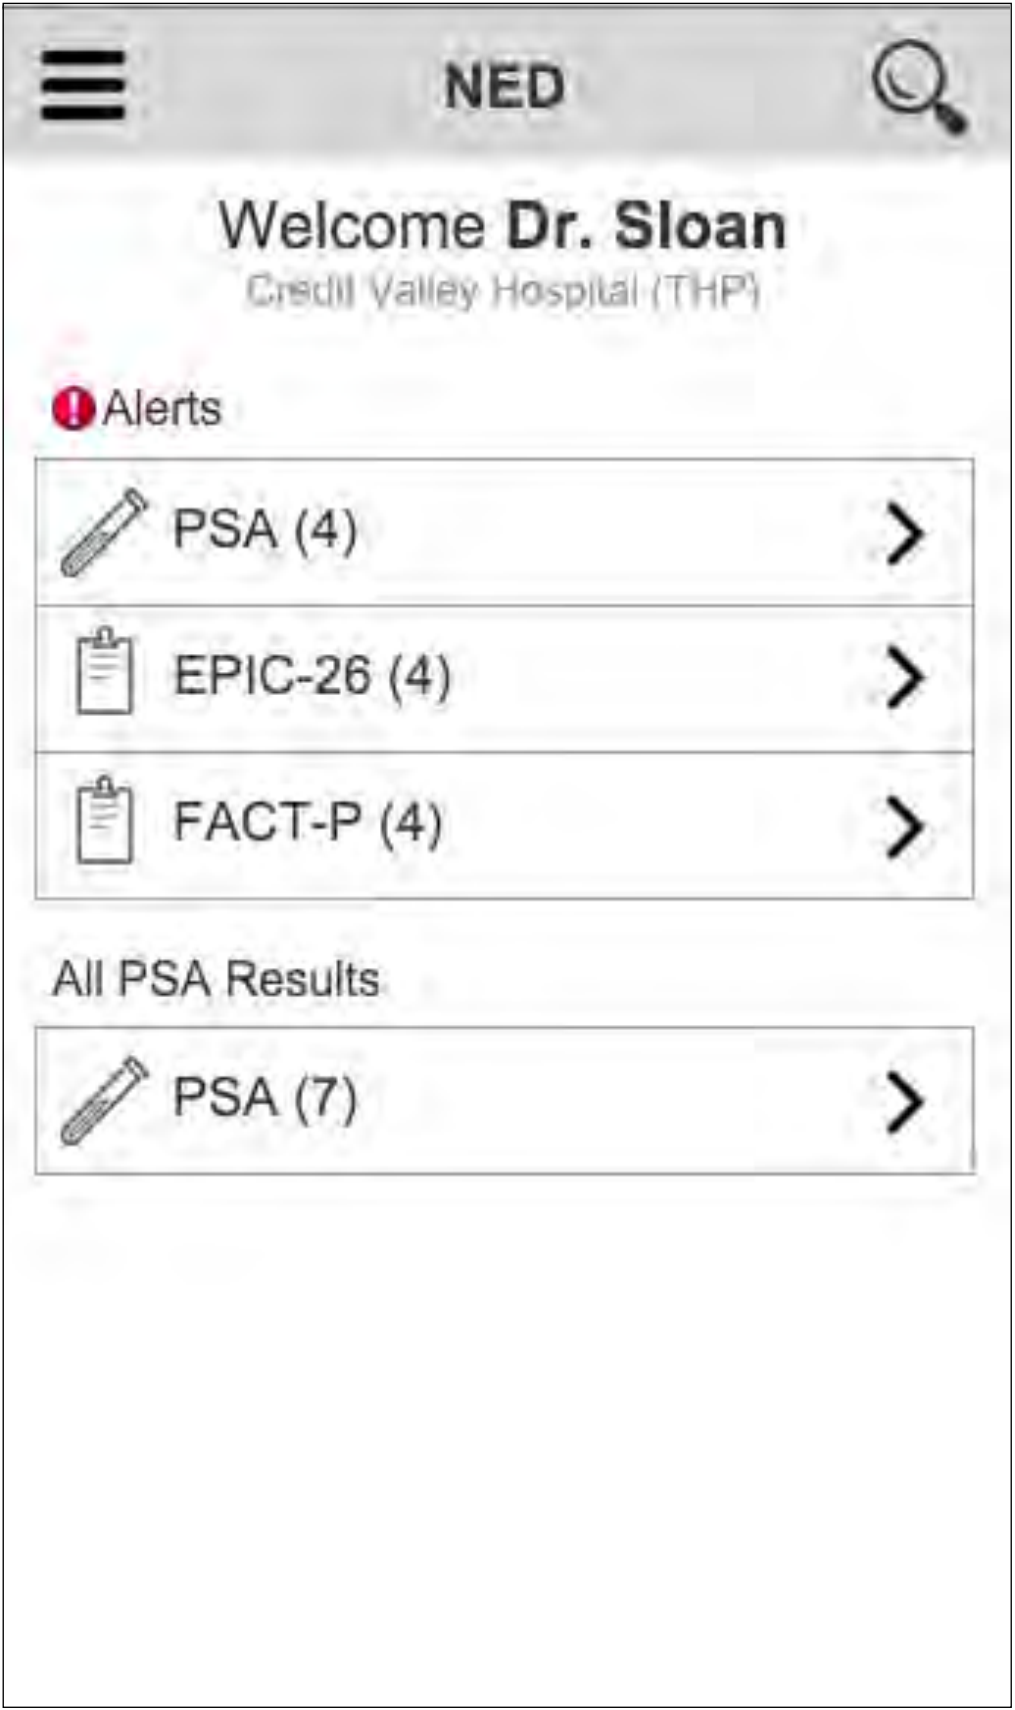 NED
Welcome Dr. Sloan
Credit Valley Hospital (THP)
Alerts
PSA (4)
EPIC-26 (4)
FACT-P (4)
All PSA Results
PSA (7)